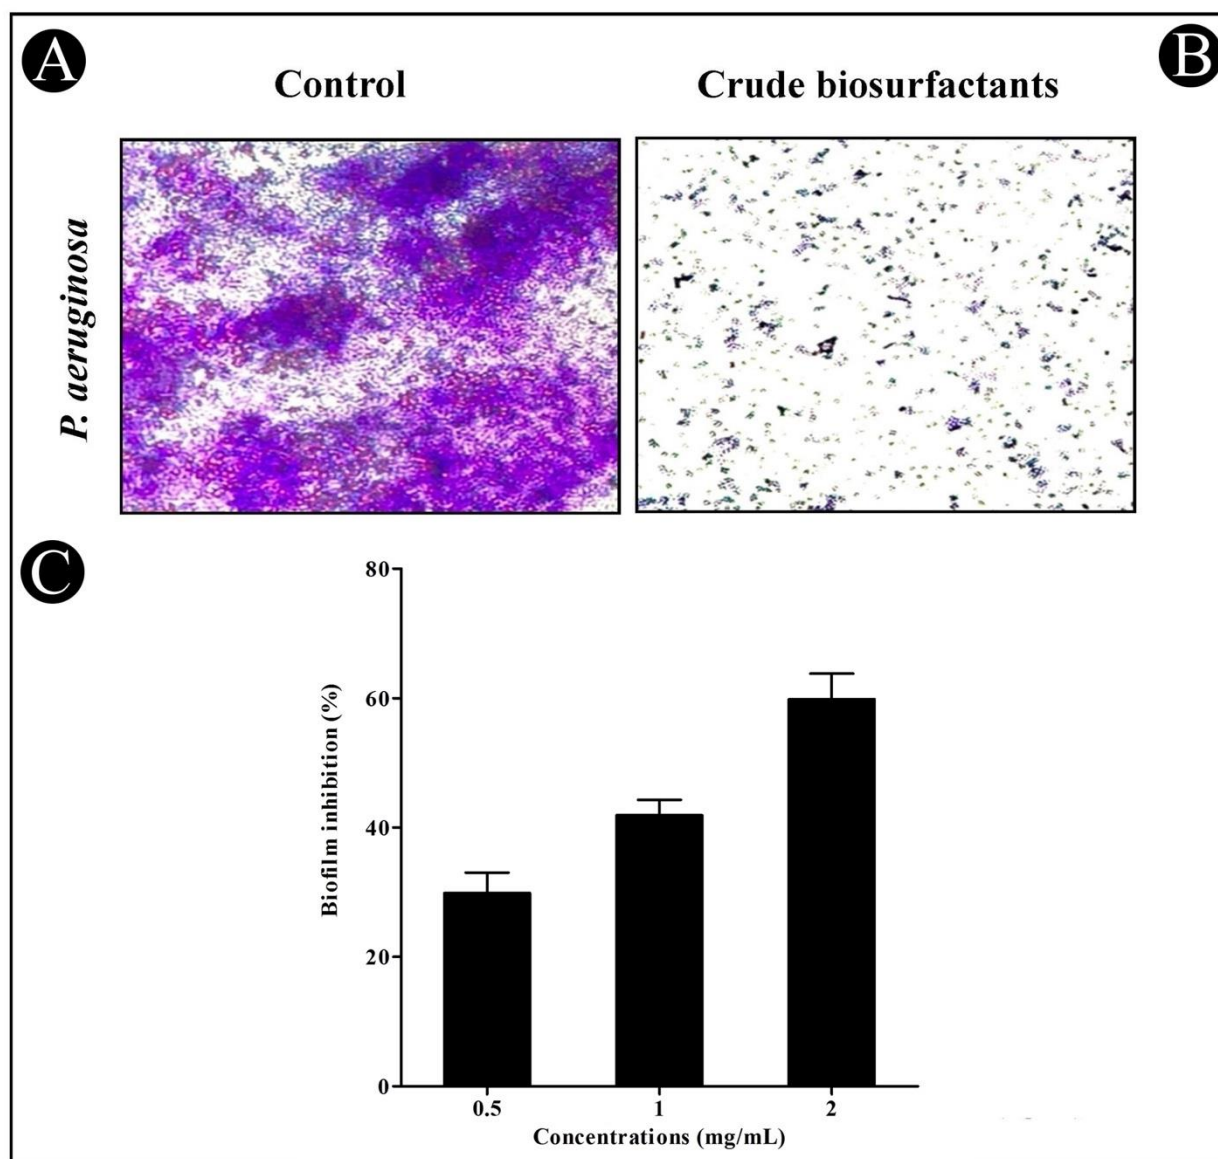 A
B
Control
Crude biosurfactants
P. aeruginosa
C
80
60
40
20
0
Biofilm inhibition (%)
0.5
1
2
Concentrations (mg/mL)